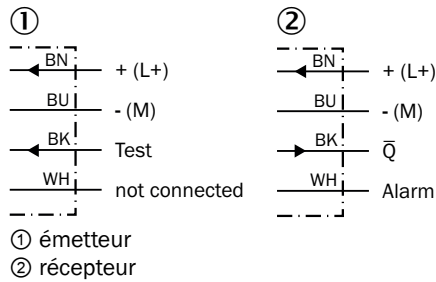 ① ②
BN + (L+)
BU - (M)
BK Test
WH not connected
BN + (L+)
BU - (M)
BK Q̅
WH Alarm
① émetteur
② récepteur